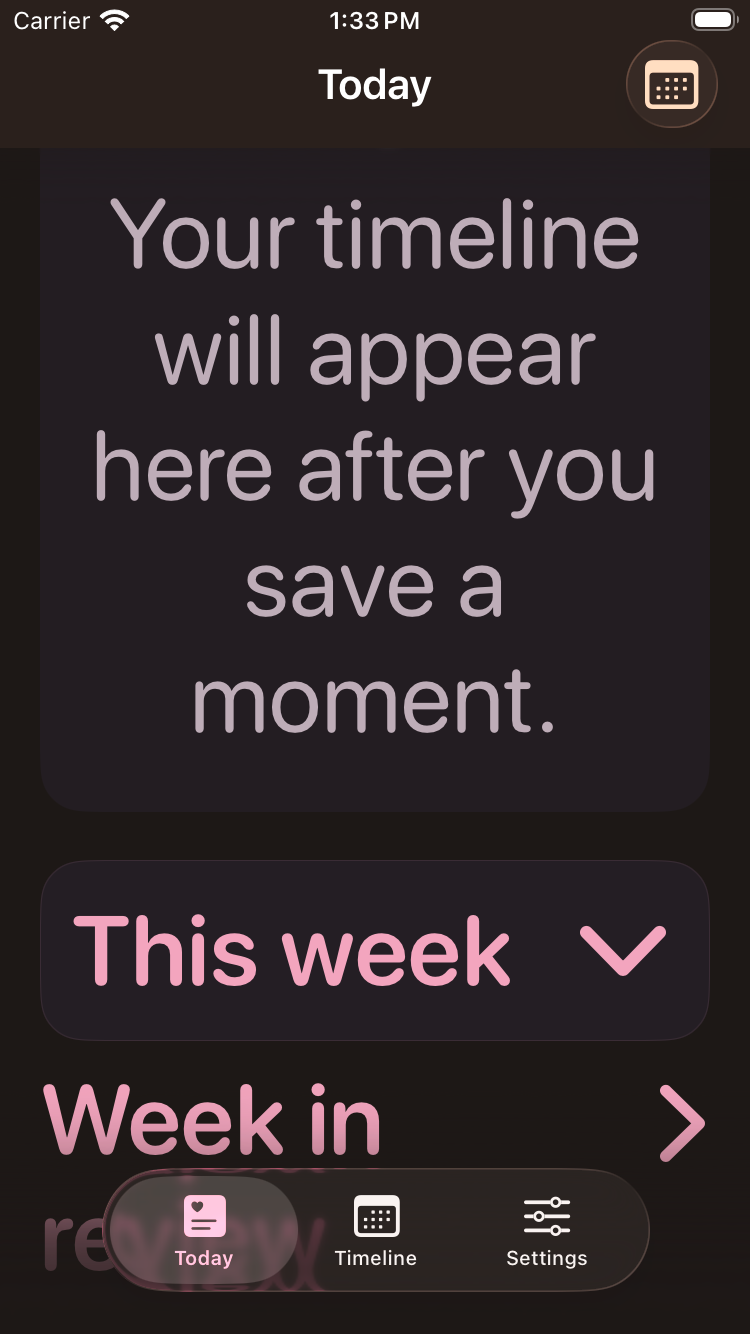 Carrier 1:33 PM
Today
Your timeline
will appear
here after you
save a
moment.
This week
Week in
review
Today Timeline Settings